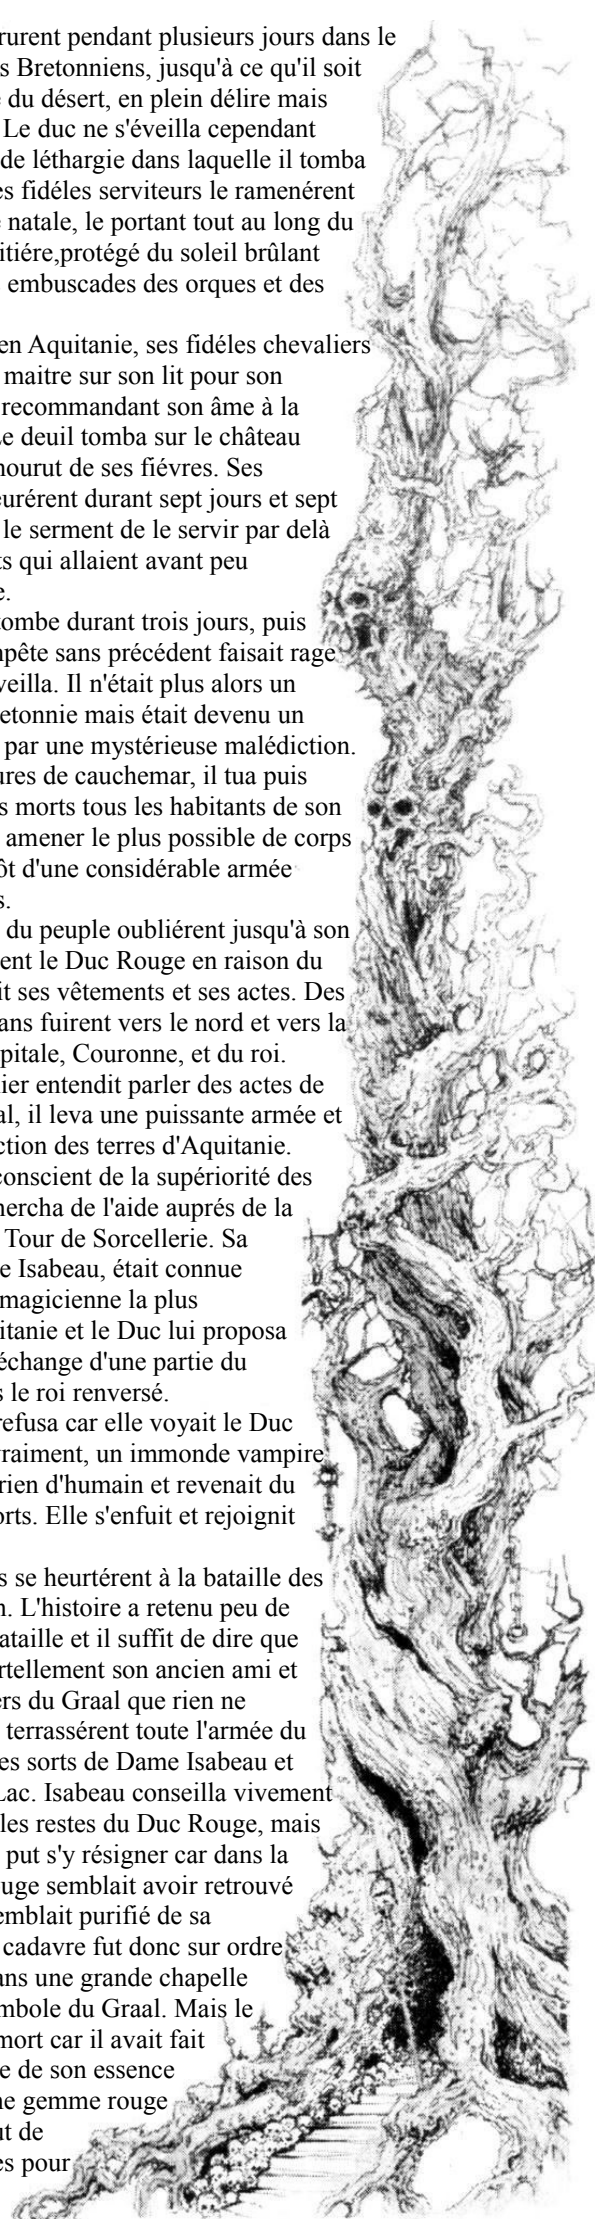 rurent pendant plusieurs jours dans le
s Bretonniens, jusqu'à ce qu'il soit
du désert, en plein délire mais
Le duc ne s'éveilla cependant
de léthargie dans laquelle il tomba
es fidéles serviteurs le ramenérent
natale, le portant tout au long du
itiére,protégé du soleil brûlant
embuscades des orques et des
en Aquitanie, ses fidéles chevaliers
maitre sur son lit pour son
recommandant son âme à la
e deuil tomba sur le château
mourut de ses fiévres. Ses
eurérent durant sept jours et sept
le serment de le servir par delà
ts qui allaient avant peu
e.
tombe durant trois jours, puis
mpête sans précédent faisait rage
veilla. Il n'était plus alors un
retonnie mais était devenu un
par une mystérieuse malédiction.
ures de cauchemar, il tua puis
s morts tous les habitants de son
amener le plus possible de corps
ôt d'une considérable armée
s.
du peuple oubliérent jusqu'à son
ent le Duc Rouge en raison du
it ses vêtements et ses actes. Des
ans fuirent vers le nord et vers la
pitale, Couronne, et du roi.
ier entendit parler des actes de
al, il leva une puissante armée et
ction des terres d'Aquitanie.
conscient de la supériorité des
hercha de l'aide auprés de la
Tour de Sorcellerie. Sa
e Isabeau, était connue
magicienne la plus
itanie et le Duc lui proposa
échange d'une partie du
s le roi renversé.
refusa car elle voyait le Duc
vraiment, un immonde vampire
rien d'humain et revenait du
orts. Elle s'enfuit et rejoignit
s se heurtérent à la bataille des
n. L'histoire a retenu peu de
ataille et il suffit de dire que
rtellement son ancien ami et
ers du Graal que rien ne
terrassérent toute l'armée du
es sorts de Dame Isabeau et
Lac. Isabeau conseilla vivement
les restes du Duc Rouge, mais
put s'y résigner car dans la
ouge semblait avoir retrouvé
emblait purifié de sa
cadavre fut donc sur ordre
ans une grande chapelle
mbole du Graal. Mais le
mort car il avait fait
e de son essence
ne gemme rouge
ut de
es pour